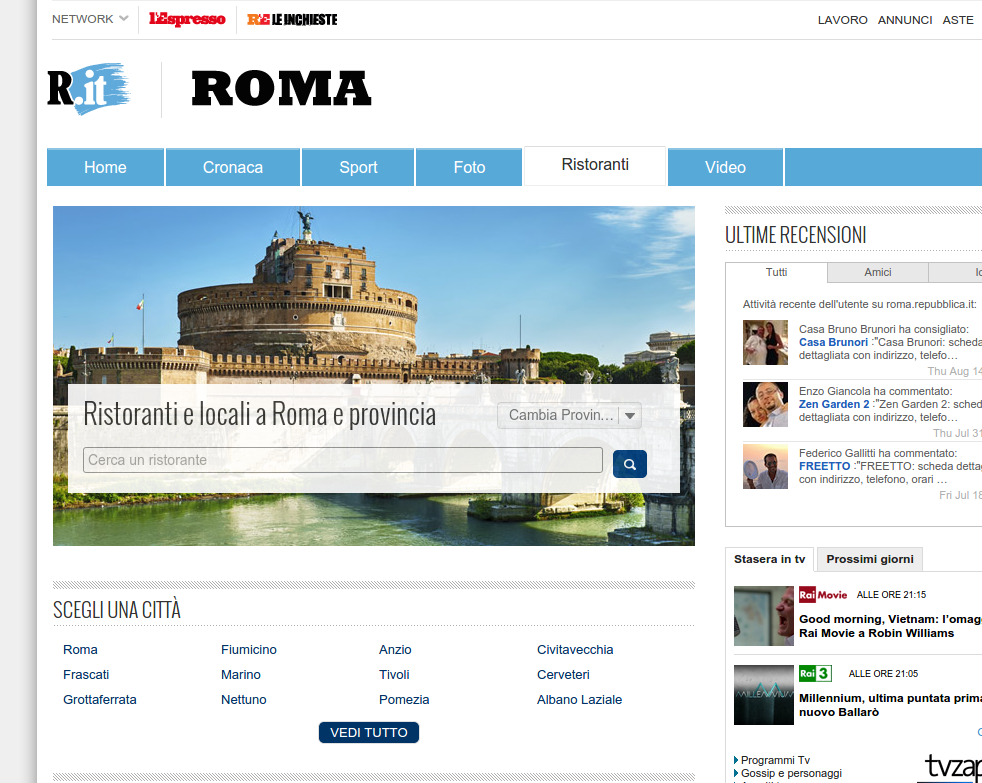 NETWORK
l'Espresso
RE LE INCHIESTE
LAVORO ANNUNCI ASTE
R.it
ROMA
Home
Cronaca
Sport
Foto
Ristoranti
Video
Ristoranti e locali a Roma e provincia
Cambia Provin...
Cerca un ristorante
SCEGLI UNA CITTÀ
Roma Fiumicino Anzio Civitavecchia
Frascati Marino Tivoli Cerveteri
Grottaferrata Nettuno Pomezia Albano Laziale
VEDI TUTTO
ULTIME RECENSIONI
Tutti
Amici
Attività recente dell'utente su roma.repubblica.it:
Casa Bruno Brunori ha consigliato:
Casa Brunori :"Casa Brunori: scheda
dettagliata con indirizzo, telefo...
Thu Aug 14
Enzo Giancola ha commentato:
Zen Garden 2 :"Zen Garden 2: sched
dettagliata con indirizzo, telefo...
Thu Jul 31
Federico Gallitti ha commentato:
FREETTO :"FREETTO: scheda dettag
con indirizzo, telefono, orari ...
Fri Jul 18
Stasera in tv
Prossimi giorni
Rai Movie ALLE ORE 21:15
Good morning, Vietnam: l'omag
Rai Movie a Robin Williams
MILLENNIUM
Rai 3 ALLE ORE 21:05
Millennium, ultima puntata prima
nuovo Ballarò
Programmi Tv
Gossip e personaggi
tvzap